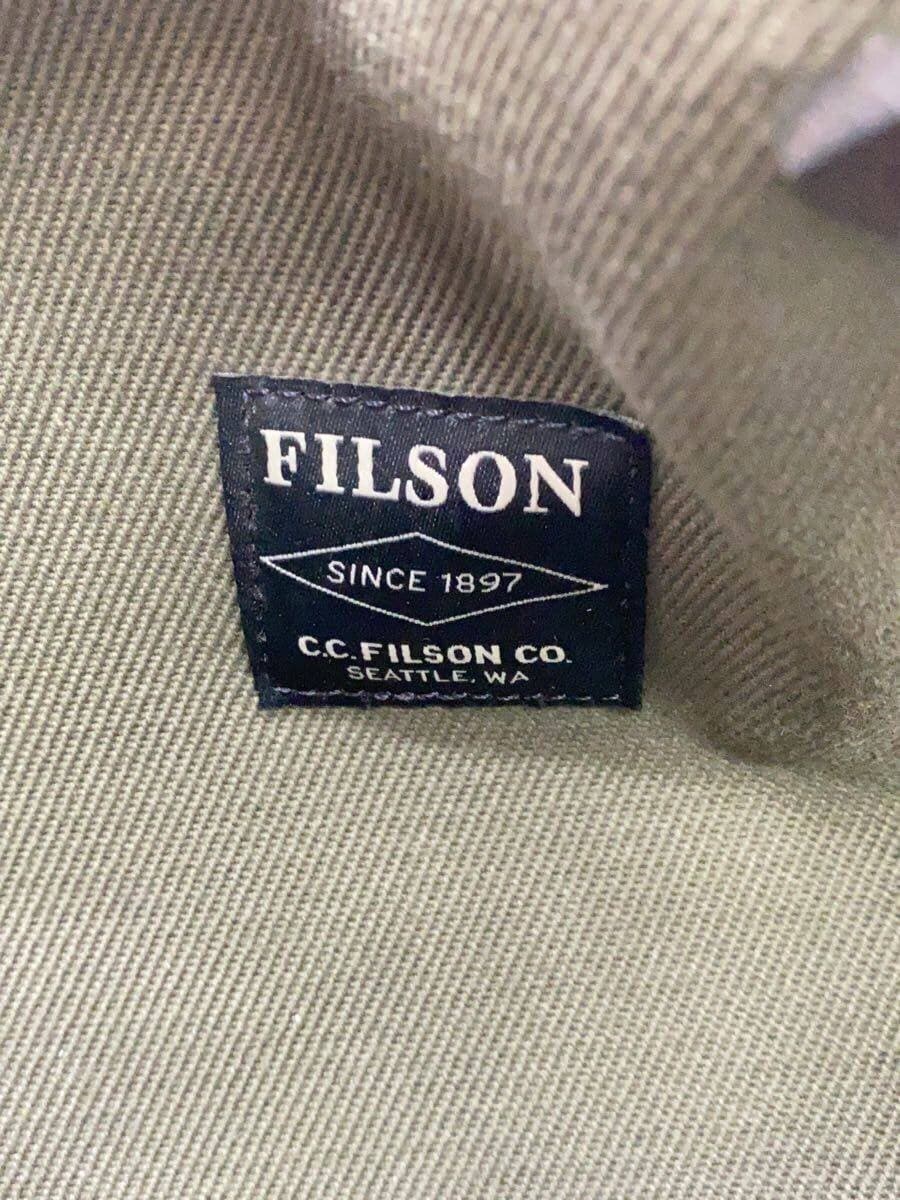 FILSON
SINCE 1897
C.C.FILSON CO.
SEATTLE, WA